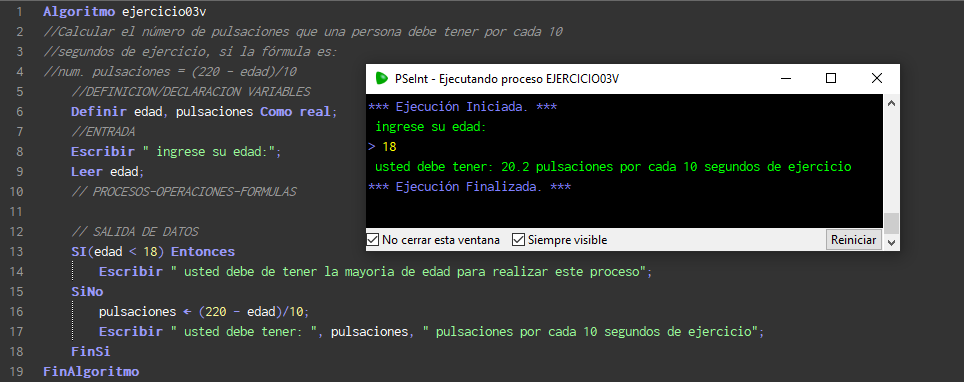 1 Algoritmo ejercicio03v
2 //Calcular el número de pulsaciones que una persona debe tener por cada 10
3 //segundos de ejercicio, si la fórmula es:
4 //num. pulsaciones = (220 - edad)/10
5 //DEFINICION/DECLARACION VARIABLES
6 Definir edad, pulsaciones Como real;
7 //ENTRADA
8 Escribir " ingrese su edad:";
9 Leer edad;
10 // PROCESOS-OPERACIONES-FORMULAS
11
12 // SALIDA DE DATOS
13 SI(edad < 18) Entonces
14 Escribir " usted debe de tener la mayoria de edad para realizar este proceso";
15 SiNo
16 pulsaciones ← (220 - edad)/10;
17 Escribir " usted debe tener: ", pulsaciones, " pulsaciones por cada 10 segundos de ejercicio";
18 FinSi
19 FinAlgoritmo
PSeInt - Ejecutando proceso EJERCICIO03V
*** Ejecución Iniciada. ***
ingrese su edad:
> 18
usted debe tener: 20.2 pulsaciones por cada 10 segundos de ejercicio
*** Ejecución Finalizada. ***
No cerrar esta ventana Siempre visible Reiniciar